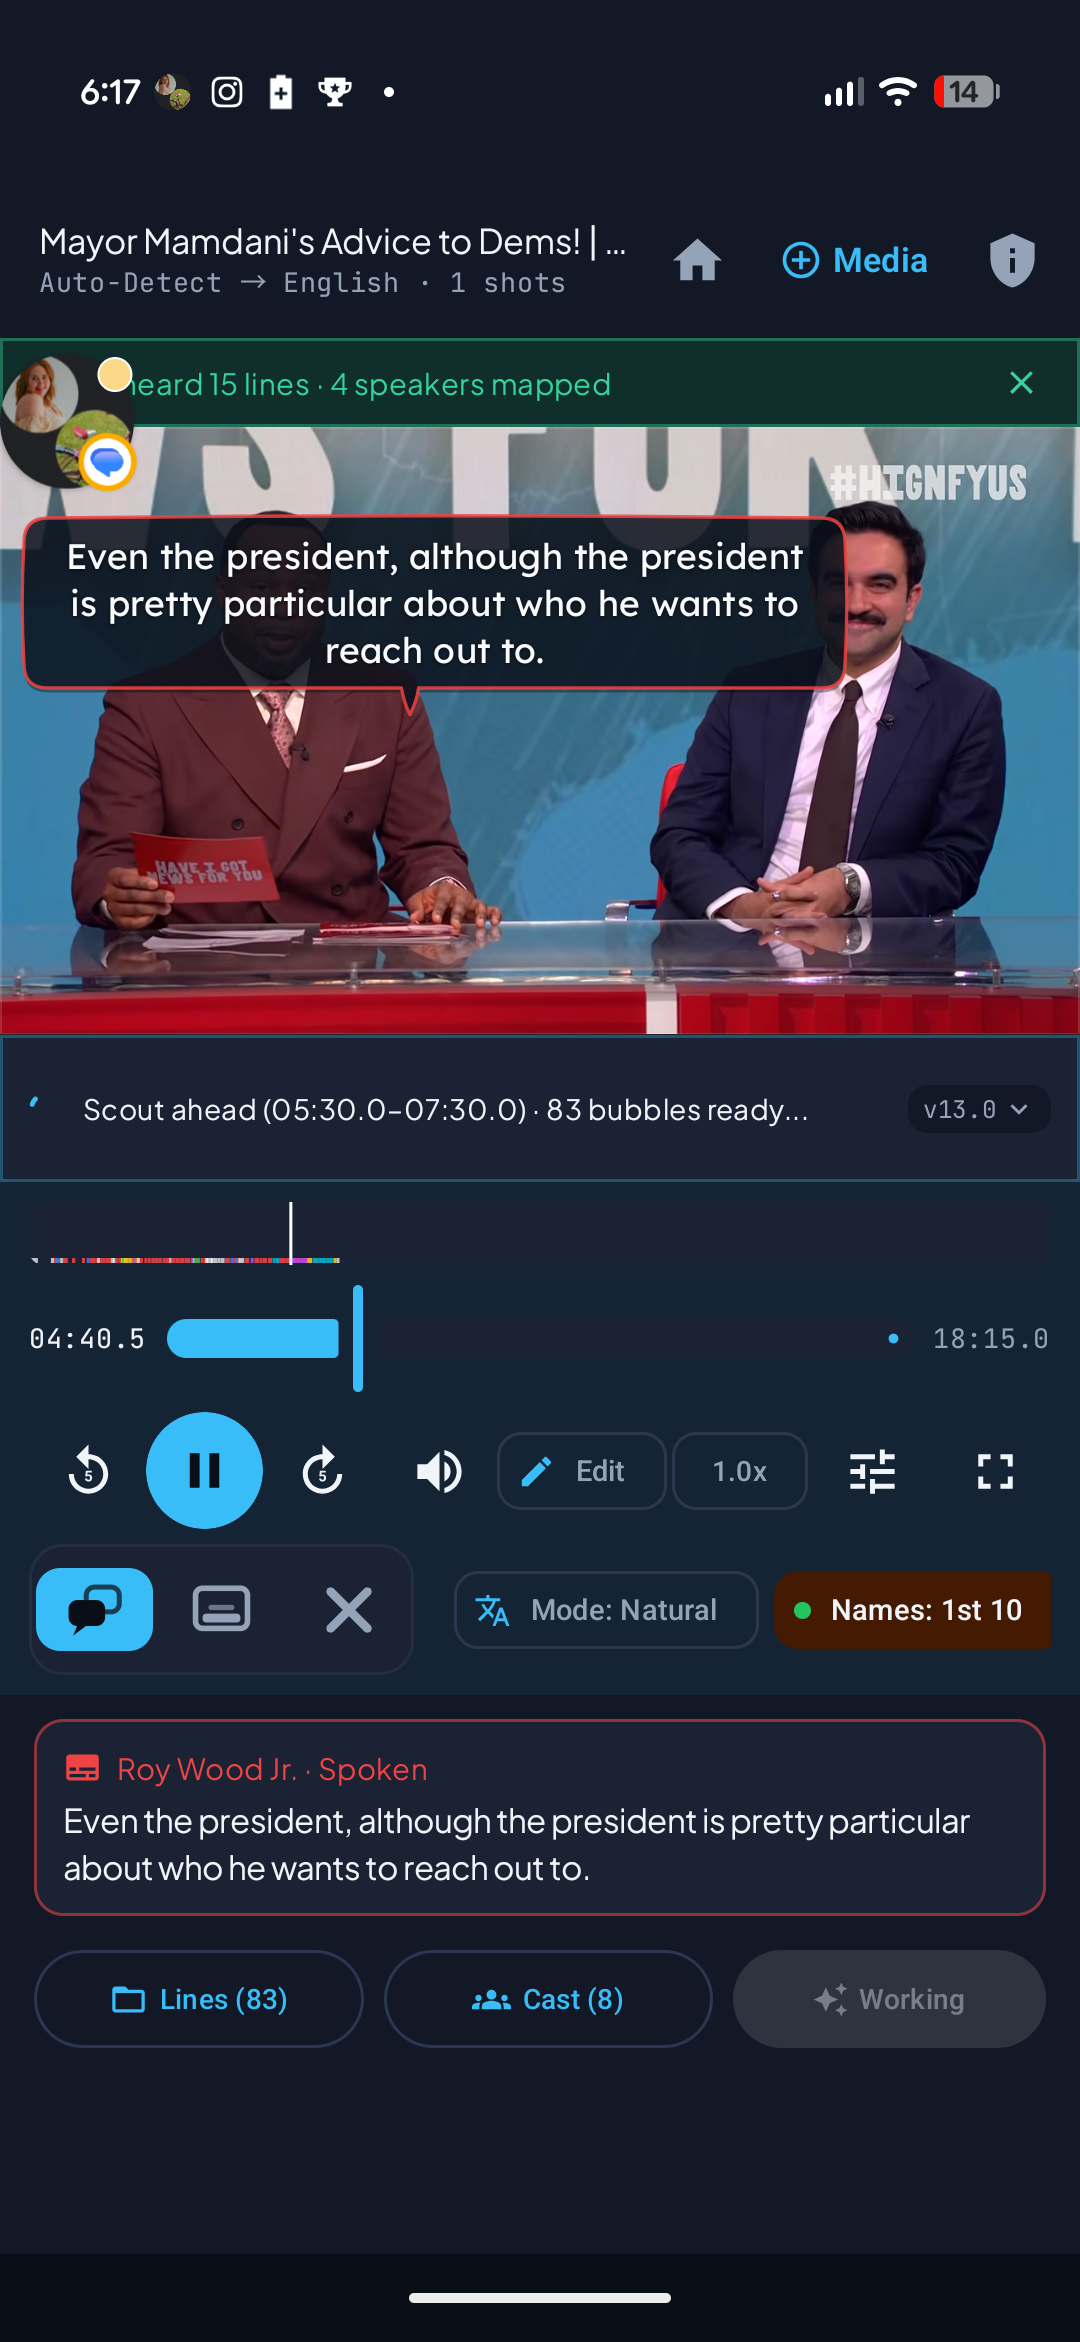 6:17
14
Mayor Mamdani's Advice to Dems! | ...
Auto-Detect → English · 1 shots
Media
heard 15 lines · 4 speakers mapped
WS FOR
#HIGNFYUS
Even the president, although the president
is pretty particular about who he wants to
reach out to.
HAVE I GOT
NEWS FOR YOU
Scout ahead (05:30.0–07:30.0) · 83 bubbles ready...
v13.0
04:40.5
18:15.0
5
5
Edit
1.0x
Mode: Natural
Names: 1st 10
Roy Wood Jr. · Spoken
Even the president, although the president is pretty particular
about who he wants to reach out to.
Lines (83)
Cast (8)
Working